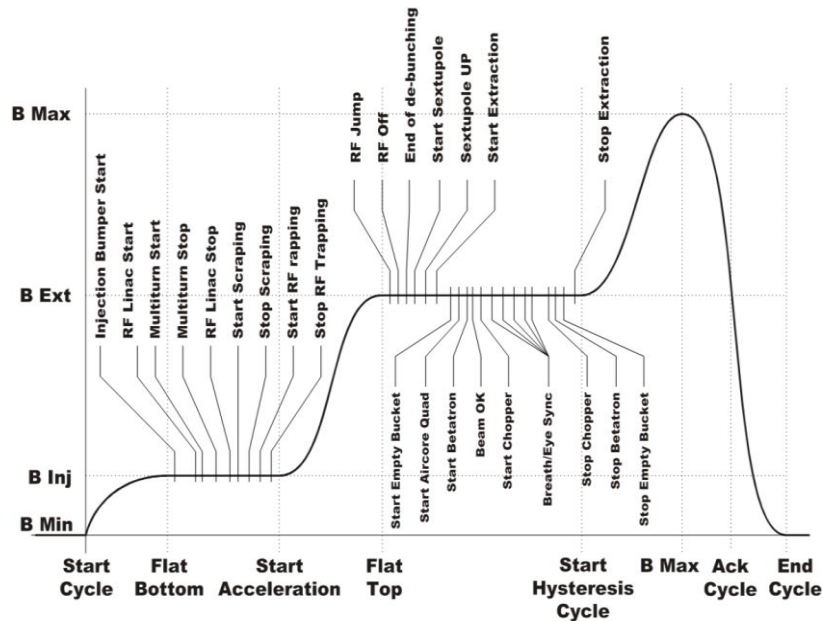 B Max
B Ext
B Inj
B Min
Injection Bumper Start
RF Linac Start
Multiturn Start
Multiturn Stop
RF Linac Stop
Start Scraping
Stop Scraping
Start RF rapping
Stop RF Trapping
RF Jump
RF Off
End of de-bunching
Start Sextupole
Sextupole UP
Start Extraction
Stop Extraction
Start Empty Bucket
Start Aircore Quad
Start Betatron
Beam OK
Start Chopper
Breath/Eye Sync
Stop Chopper
Stop Betatron
Stop Empty Bucket
Start
Cycle
Flat
Bottom
Start
Acceleration
Flat
Top
Start
Hysteresis
Cycle
B Max
Ack
Cycle
End
Cycle